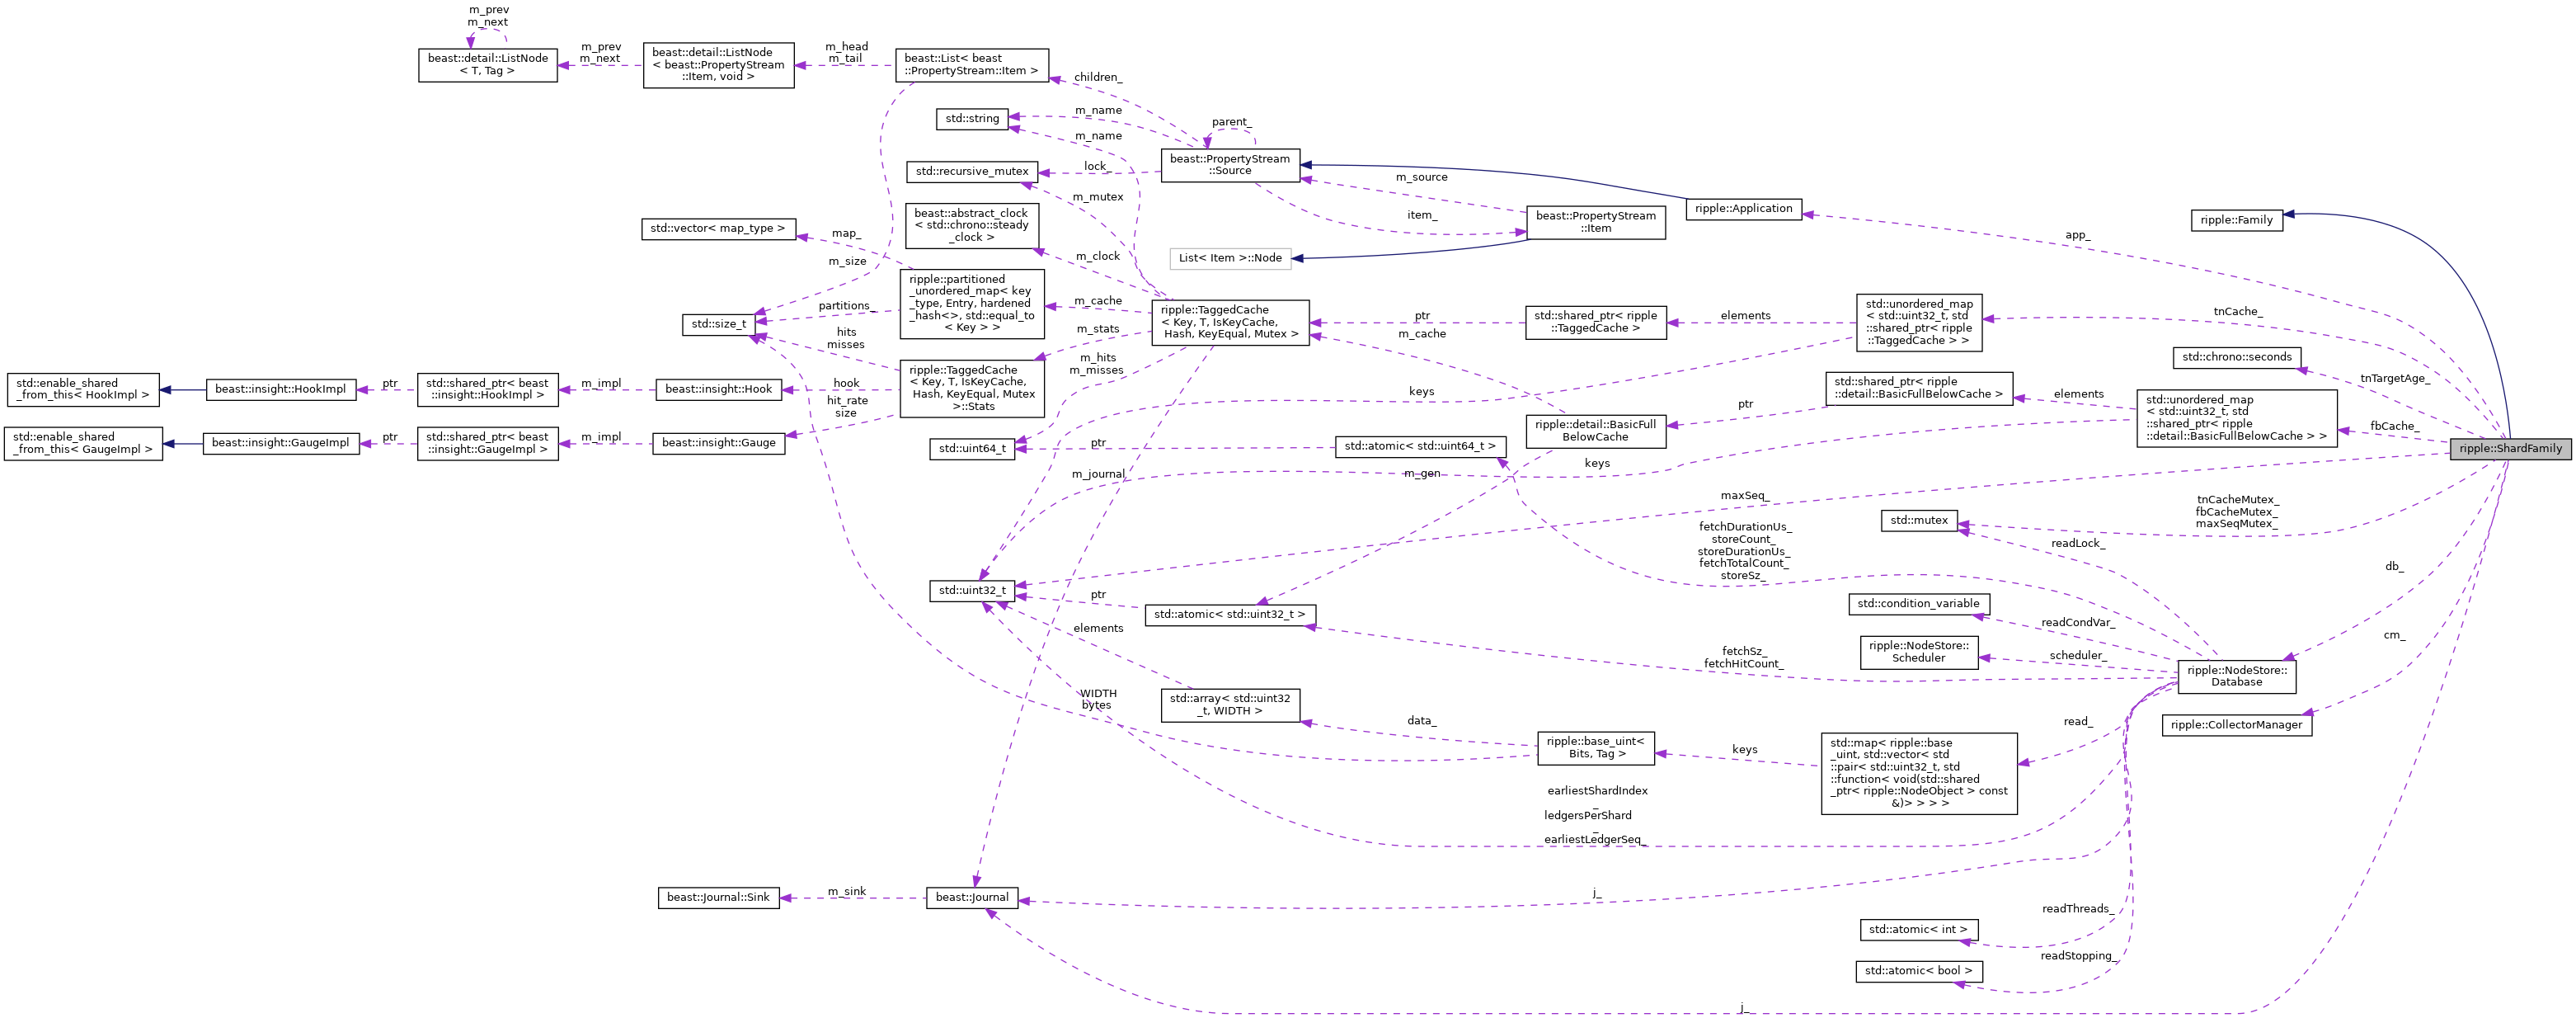 m_prev
m_next
beast::detail::ListNode
< T, Tag >
m_prev
m_next
beast::detail::ListNode
< beast::PropertyStream
::Item, void >
m_head
m_tail
beast::List< beast
::PropertyStream::Item >
children_
std::string
m_name
m_name
parent_
beast::PropertyStream
::Source
std::recursive_mutex
lock_
m_mutex
m_source
item_
beast::PropertyStream
::Item
ripple::Application
ripple::Family
app_
List< Item >::Node
beast::abstract_clock
< std::chrono::steady
_clock >
m_clock
std::vector< map_type >
map_
m_size
ripple::partitioned
_unordered_map< key
_type, Entry, hardened
_hash<>, std::equal_to
< Key > >
partitions_
m_cache
std::size_t
hits
misses
m_stats
ripple::TaggedCache
< Key, T, IsKeyCache,
Hash, KeyEqual, Mutex >
ptr
m_cache
std::shared_ptr< ripple
::TaggedCache >
elements
std::unordered_map
< std::uint32_t, std
::shared_ptr< ripple
::TaggedCache > >
tnCache_
std::chrono::seconds
tnTargetAge_
m_hits
m_misses
ripple::TaggedCache
< Key, T, IsKeyCache,
Hash, KeyEqual, Mutex
>::Stats
hook
hit_rate
size
std::enable_shared
_from_this< HookImpl >
beast::insight::HookImpl
ptr
std::shared_ptr< beast
::insight::HookImpl >
m_impl
beast::insight::Hook
std::enable_shared
_from_this< GaugeImpl >
beast::insight::GaugeImpl
ptr
std::shared_ptr< beast
::insight::GaugeImpl >
m_impl
beast::insight::Gauge
keys
ptr
std::shared_ptr< ripple
::detail::BasicFullBelowCache >
elements
std::unordered_map
< std::uint32_t, std
::shared_ptr< ripple
::detail::BasicFullBelowCache > >
fbCache_
ripple::ShardFamily
ripple::detail::BasicFull
BelowCache
std::uint64_t
ptr
std::atomic< std::uint64_t >
m_journal
m_gen
keys
maxSeq_
tnCacheMutex_
fbCacheMutex_
maxSeqMutex_
std::mutex
readLock_
fetchDurationUs_
storeCount_
storeDurationUs_
fetchTotalCount_
storeSz_
db_
std::uint32_t
ptr
std::atomic< std::uint32_t >
elements
std::condition_variable
readCondVar_
ripple::NodeStore::
Scheduler
scheduler_
fetchSz_
fetchHitCount_
cm_
ripple::NodeStore::
Database
WIDTH
bytes
std::array< std::uint32
_t, WIDTH >
data_
ripple::base_uint<
Bits, Tag >
keys
std::map< ripple::base
_uint, std::vector< std
::pair< std::uint32_t, std
::function< void(std::shared
_ptr< ripple::NodeObject > const
&)> > > >
read_
ripple::CollectorManager
earliestShardIndex
_
ledgersPerShard
_
earliestLedgerSeq_
beast::Journal::Sink
m_sink
beast::Journal
j_
readThreads_
std::atomic< int >
readStopping_
std::atomic< bool >
j_